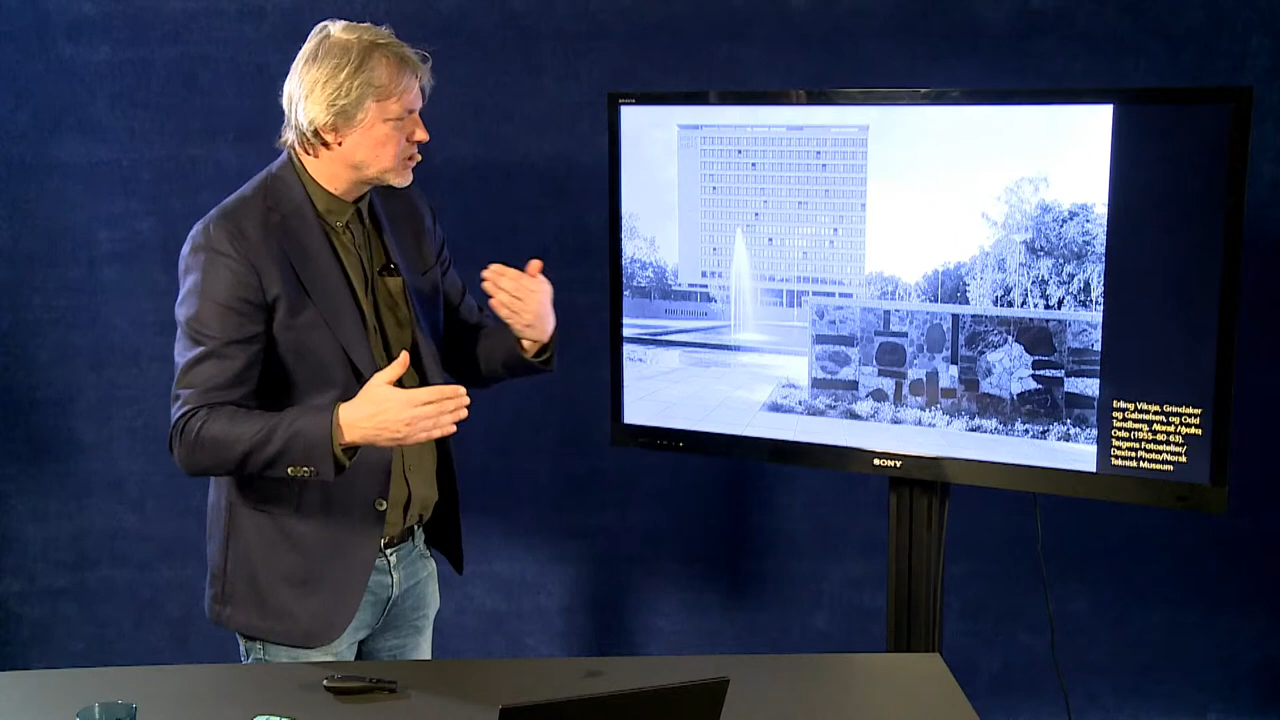 Erling Viksjø, Grindaker
og Gabrielsen, og Odd
Tandberg, Norsk Hydro,
Oslo (1955–60-63).
Teigens Fotoatelier/
Dextra Photo/Norsk
Teknisk Museum
SONY